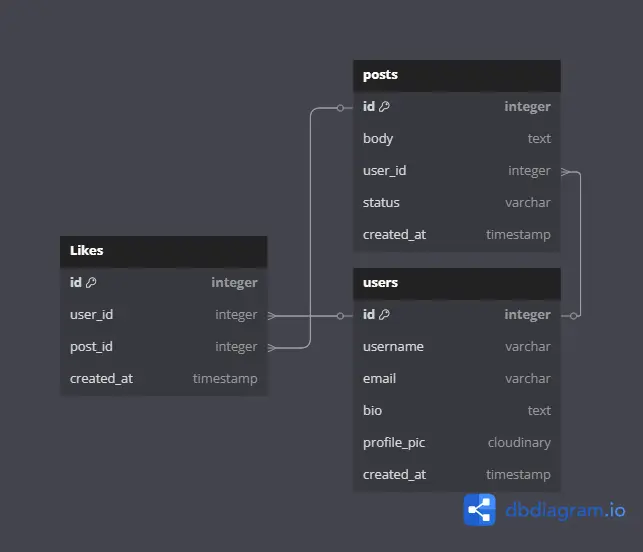 posts
id integer
body text
user_id integer
status varchar
created_at timestamp
Likes
id integer
user_id integer
post_id integer
created_at timestamp
users
id integer
username varchar
email varchar
bio text
profile_pic cloudinary
created_at timestamp
dbdiagram.io